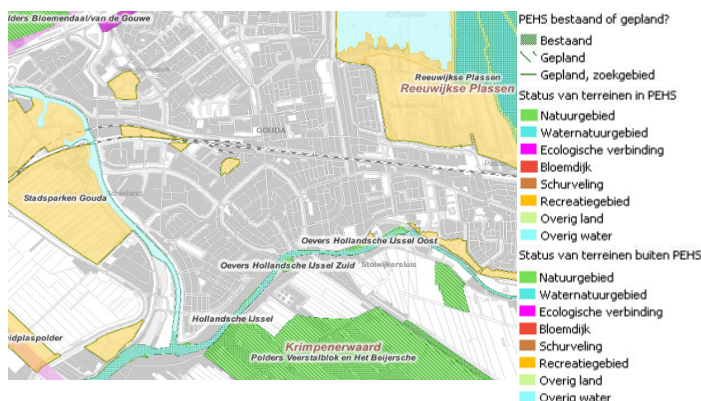 olders Bloemendaal/van de Gouwe
Reeuwijkse Plassen
Reeuwijkse Plassen
GOUDA
Stadsparken Gouda
Oevers Hollandsche IJssel Oost
Oevers Hollandsche IJssel Zuid
Stolwijkersluis
Hollandsche IJssel
uidplaspolder
Krimpenerwaard
Polders Veerstalblok en Het Beijersche
PEHS bestaand of gepland?
Bestaand
Gepland
Gepland, zoekgebied
Status van terreinen in PEHS
Natuurgebied
Waternatuurgebied
Ecologische verbinding
Bloemdijk
Schurveling
Recreatiegebied
Overig land
Overig water
Status van terreinen buiten PEHS
Natuurgebied
Waternatuurgebied
Ecologische verbinding
Bloemdijk
Schurveling
Recreatiegebied
Overig land
Overig water